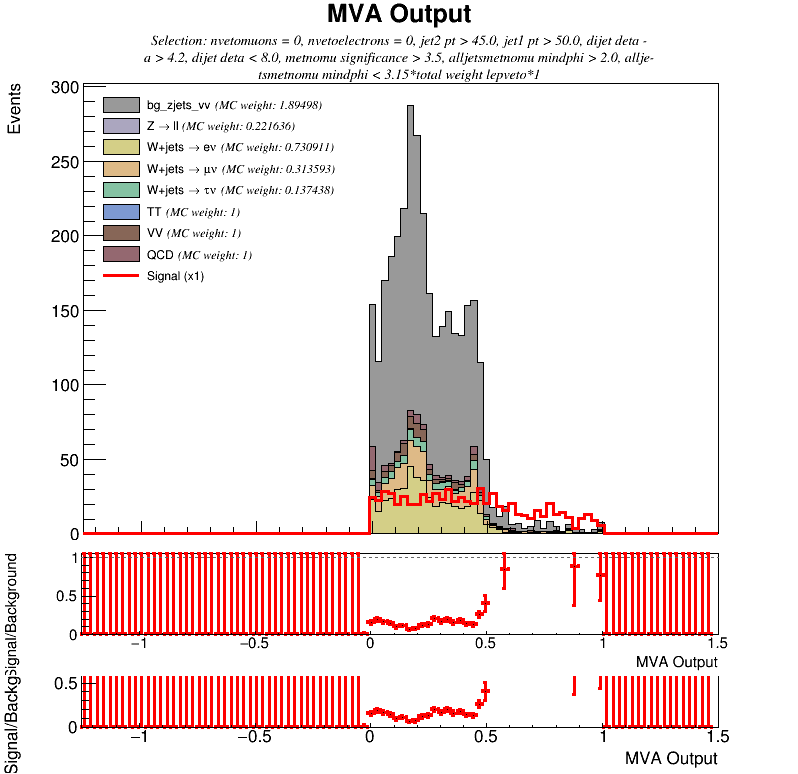 MVA Output
Selection: nvetomuons = 0, nvetoelectrons = 0, jet2 pt > 45.0, jet1 pt > 50.0, dijet deta -
a > 4.2, dijet deta < 8.0, metnomu significance > 3.5, alljetsmetnomu mindphi > 2.0, allje-
tsmetnomu mindphi < 3.15*total weight lepveto*1
Events
300
250
200
150
100
50
0
bg_zjets_vv (MC weight: 1.89498)
Z → ll (MC weight: 0.221636)
W+jets → eν (MC weight: 0.730911)
W+jets → μν (MC weight: 0.313593)
W+jets → τν (MC weight: 0.137438)
TT (MC weight: 1)
VV (MC weight: 1)
QCD (MC weight: 1)
Signal (x1)
Signal/Background
1
0.5
0
−1 −0.5 0 0.5 1 1.5
MVA Output
Signal/Backg
0.5
0
−1 −0.5 0 0.5 1 1.5
MVA Output